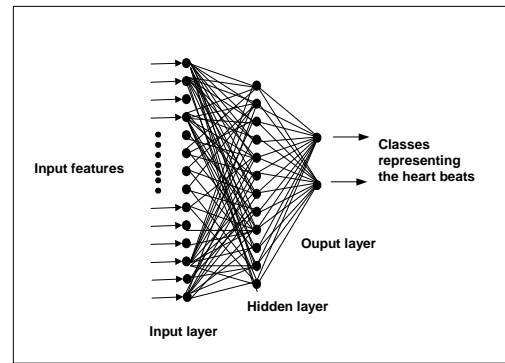 Input features
Classes
representing
the heart beats
Ouput layer
Hidden layer
Input layer